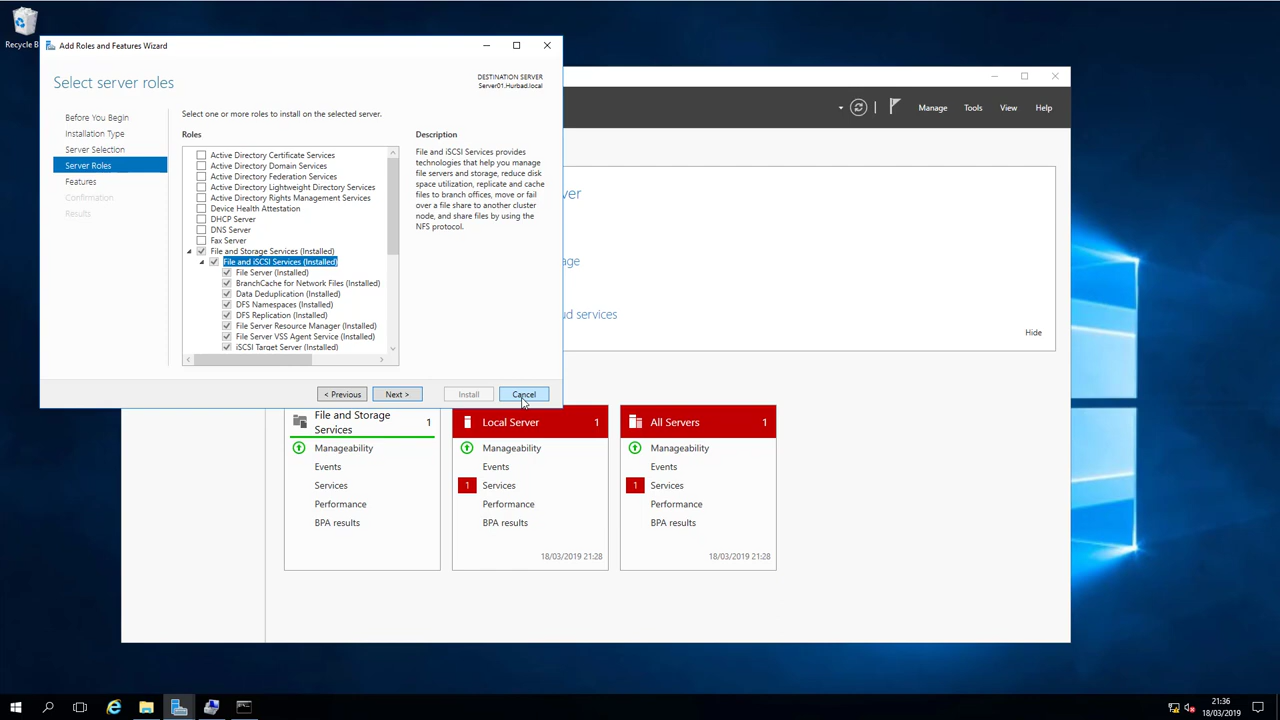 Recycle B
Add Roles and Features Wizard
Select server roles
DESTINATION SERVER
Server01.Hurbad.local
Before You Begin
Installation Type
Server Selection
Server Roles
Features
Confirmation
Results
Select one or more roles to install on the selected server.
Roles
Active Directory Certificate Services
Active Directory Domain Services
Active Directory Federation Services
Active Directory Lightweight Directory Services
Active Directory Rights Management Services
Device Health Attestation
DHCP Server
DNS Server
Fax Server
File and Storage Services (Installed)
File and iSCSI Services (Installed)
File Server (Installed)
BranchCache for Network Files (Installed)
Data Deduplication (Installed)
DFS Namespaces (Installed)
DFS Replication (Installed)
File Server Resource Manager (Installed)
File Server VSS Agent Service (Installed)
iSCSI Target Server (Installed)
Description
File and iSCSI Services provides
technologies that help you manage
file servers and storage, reduce disk
space utilization, replicate and cache
files to branch offices, move or fail
over a file share to another cluster
node, and share files by using the
NFS protocol.
< Previous
Next >
Install
Cancel
Manage
Tools
View
Help
ver
age
ud services
Hide
File and Storage
Services
1
Manageability
Events
Services
Performance
BPA results
Local Server
1
Manageability
Events
1
Services
Performance
BPA results
18/03/2019 21:28
All Servers
1
Manageability
Events
1
Services
Performance
BPA results
18/03/2019 21:28
21:36
18/03/2019